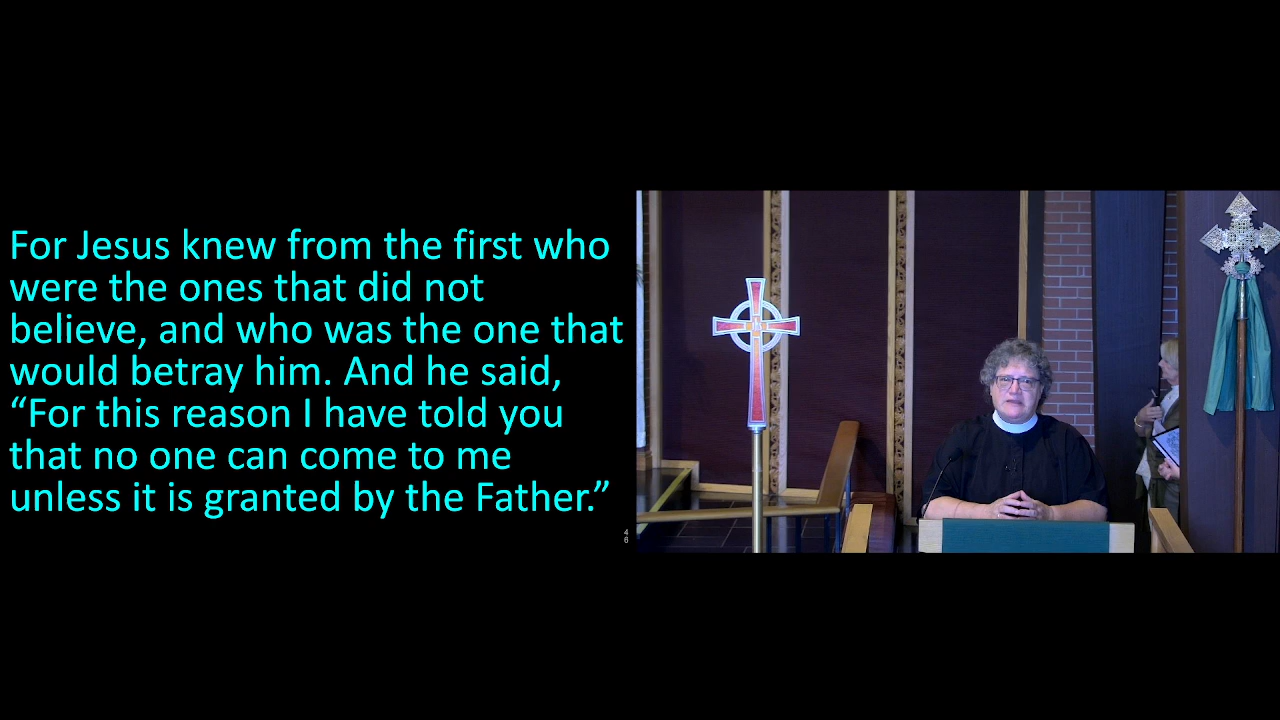 For Jesus knew from the first who
were the ones that did not
believe, and who was the one that
would betray him. And he said,
“For this reason I have told you
that no one can come to me
unless it is granted by the Father.”
4
6